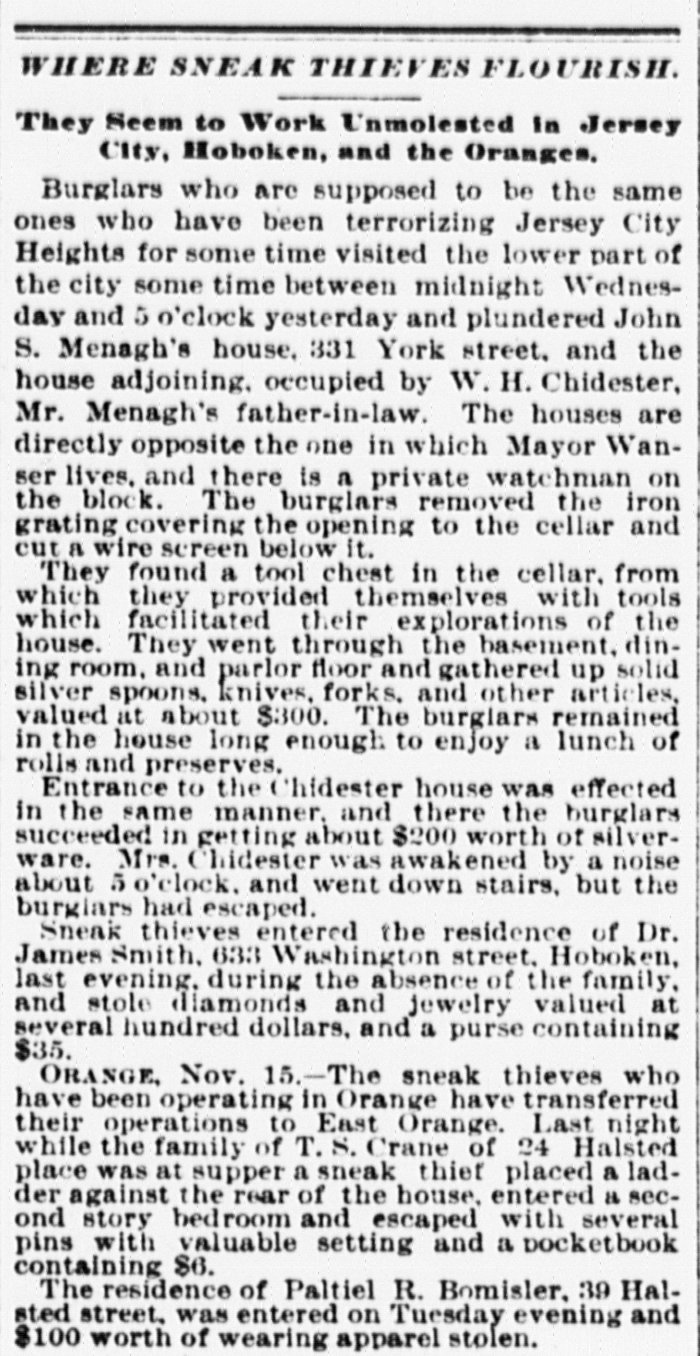 WHERE SNEAK THIEVES FLOURISH.
They Seem to Work Unmolested in Jersey
City, Hoboken, and the Oranges.
Burglars who are supposed to be the same
ones who have been terrorizing Jersey City
Heights for some time visited the lower part of
the city some time between midnight Wednes-
day and 5 o'clock yesterday and plundered John
S. Menagh's house, 331 York street, and the
house adjoining, occupied by W. H. Chidester,
Mr. Menagh's father-in-law. The houses are
directly opposite the one in which Mayor Wan-
ser lives, and there is a private watchman on
the block. The burglars removed the iron
grating covering the opening to the cellar and
cut a wire screen below it.
They found a tool chest in the cellar, from
which they provided themselves with tools
which facilitated their explorations of the
house. They went through the basement, din-
ing room, and parlor floor and gathered up solid
silver spoons, knives, forks, and other articles,
valued at about $300. The burglars remained
in the house long enough to enjoy a lunch of
rolls and preserves.
Entrance to the Chidester house was effected
in the same manner, and there the burglars
succeeded in getting about $200 worth of silver-
ware. Mrs. Chidester was awakened by a noise
about 5 o'clock, and went down stairs, but the
burglars had escaped.
Sneak thieves entered the residence of Dr.
James Smith, 633 Washington street, Hoboken,
last evening, during the absence of the family,
and stole diamonds and jewelry valued at
several hundred dollars, and a purse containing
$35.
ORANGE, Nov. 15.—The sneak thieves who
have been operating in Orange have transferred
their operations to East Orange. Last night
while the family of T. S. Crane of 24 Halsted
place was at supper a sneak thief placed a lad-
der against the rear of the house, entered a sec-
ond story bedroom and escaped with several
pins with valuable setting and a pocketbook
containing $6.
The residence of Paltiel R. Bomisler, 39 Hal-
sted street, was entered on Tuesday evening and
$100 worth of wearing apparel stolen.